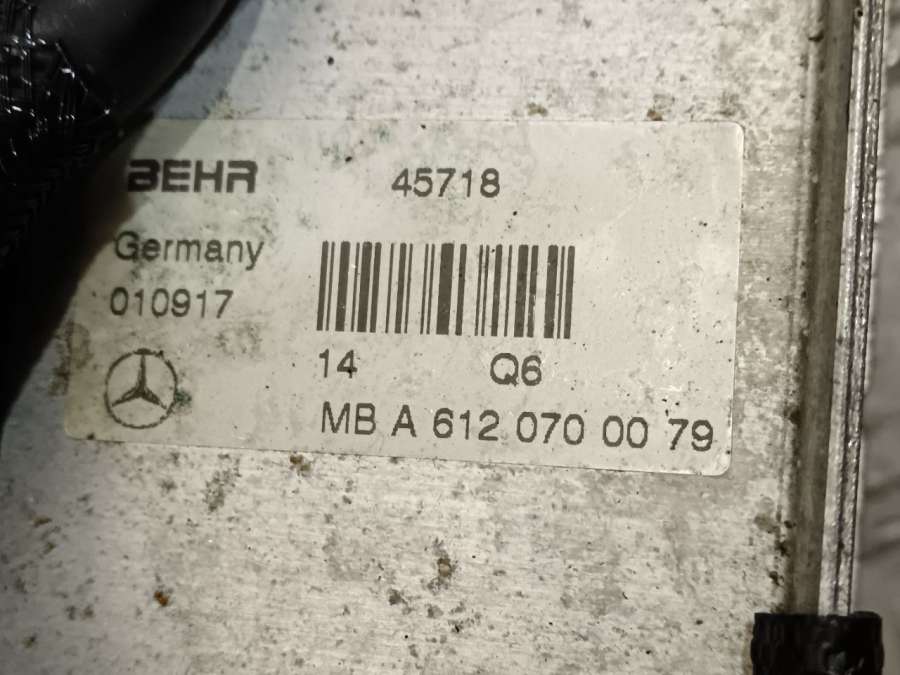 BEHR
45718
Germany
010917
14 Q6
MB A 612 070 00 79